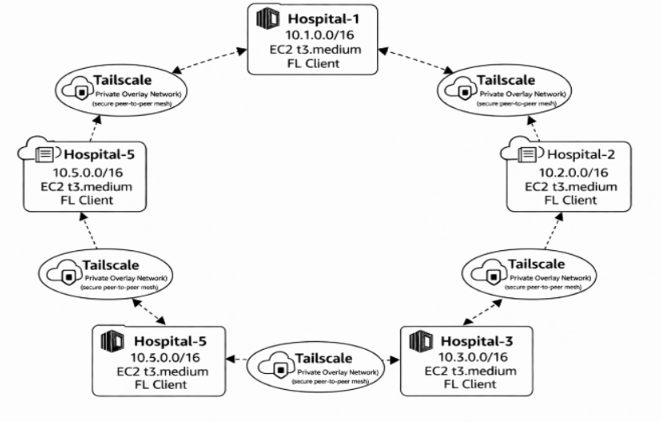 Hospital-1
10.1.0.0/16
EC2 t3.medium
FL Client
Tailscale
Private Overlay Network)
(secure peer-to-peer mesh)
Tailscale
Private Overlay Network)
(secure peer-to-peer mesh)
Hospital-5
10.5.0.0/16
EC2 t3.medium
FL Client
Hospital-2
10.2.0.0/16
EC2 t3.medium
FL Client
Tailscale
Private Overlay Network)
(secure peer-to-peer mesh)
Tailscale
Private Overlay Network)
(secure peer-to-peer mesh)
Hospital-5
10.5.0.0/16
EC2 t3.medium
FL Client
Tailscale
Private Overlay Network)
(secure peer-to-peer mesh)
Hospital-3
10.3.0.0/16
EC2 t3.medium
FL Client